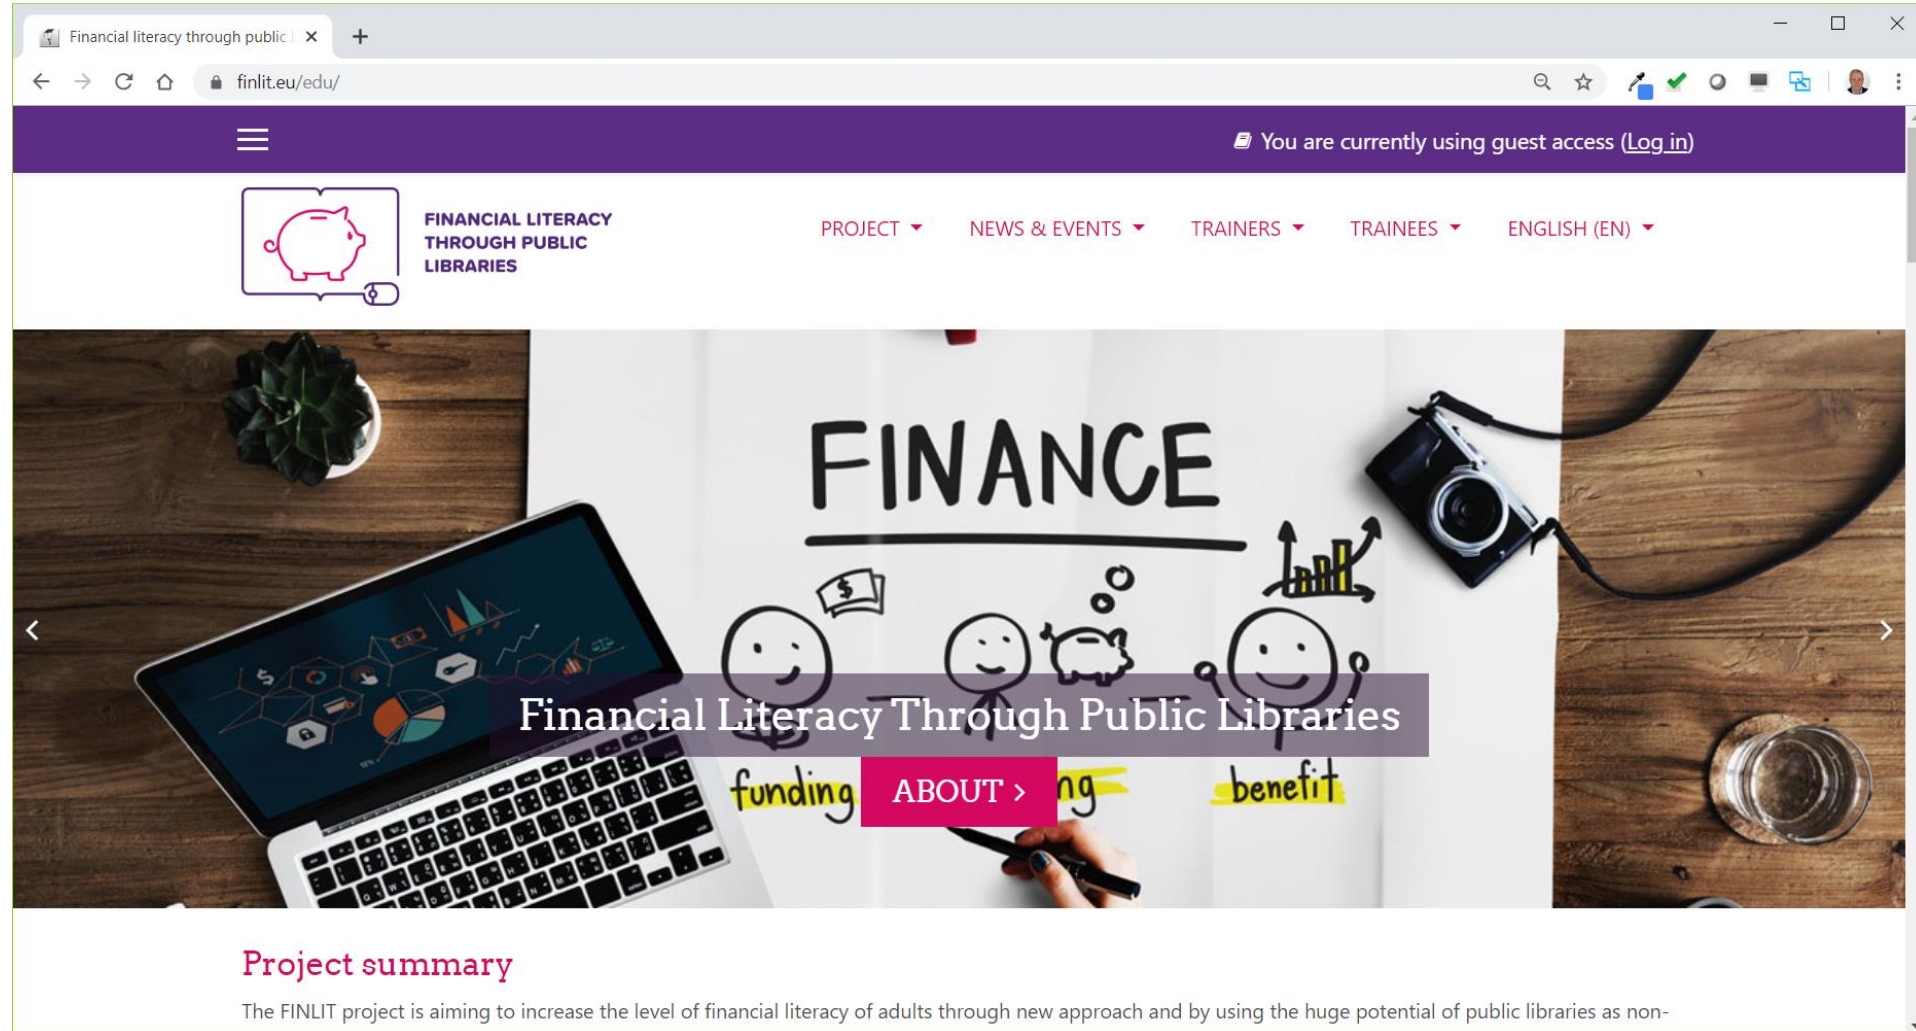 Financial literacy through public
finlit.eu/edu/
You are currently using guest access (Log in)
FINANCIAL LITERACY
THROUGH PUBLIC
LIBRARIES
PROJECT
NEWS & EVENTS
TRAINERS
TRAINEES
ENGLISH (EN)
FINANCE
Financial Literacy Through Public Libraries
funding
ABOUT >
ng
benefit
Project summary
The FINLIT project is aiming to increase the level of financial literacy of adults through new approach and by using the huge potential of public libraries as non-